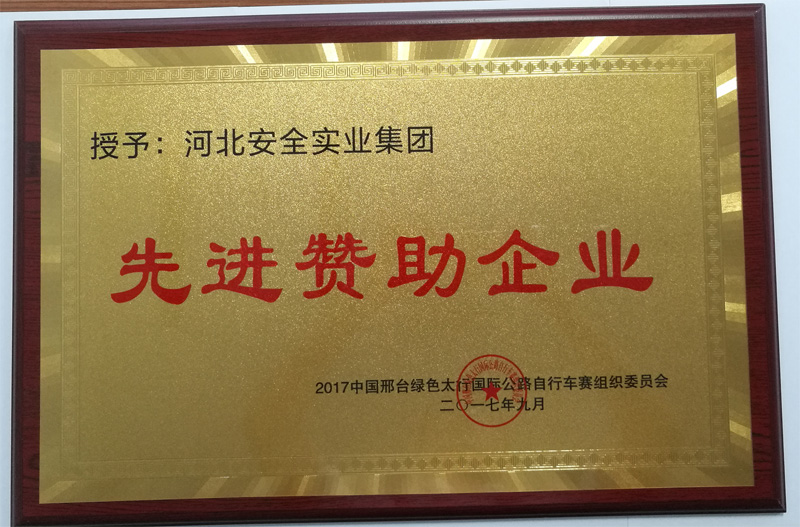 授予：河北安全实业集团
先进赞助企业
2017中国邢台绿色太行国际公路自行车赛组织委员会
二〇一七年九月